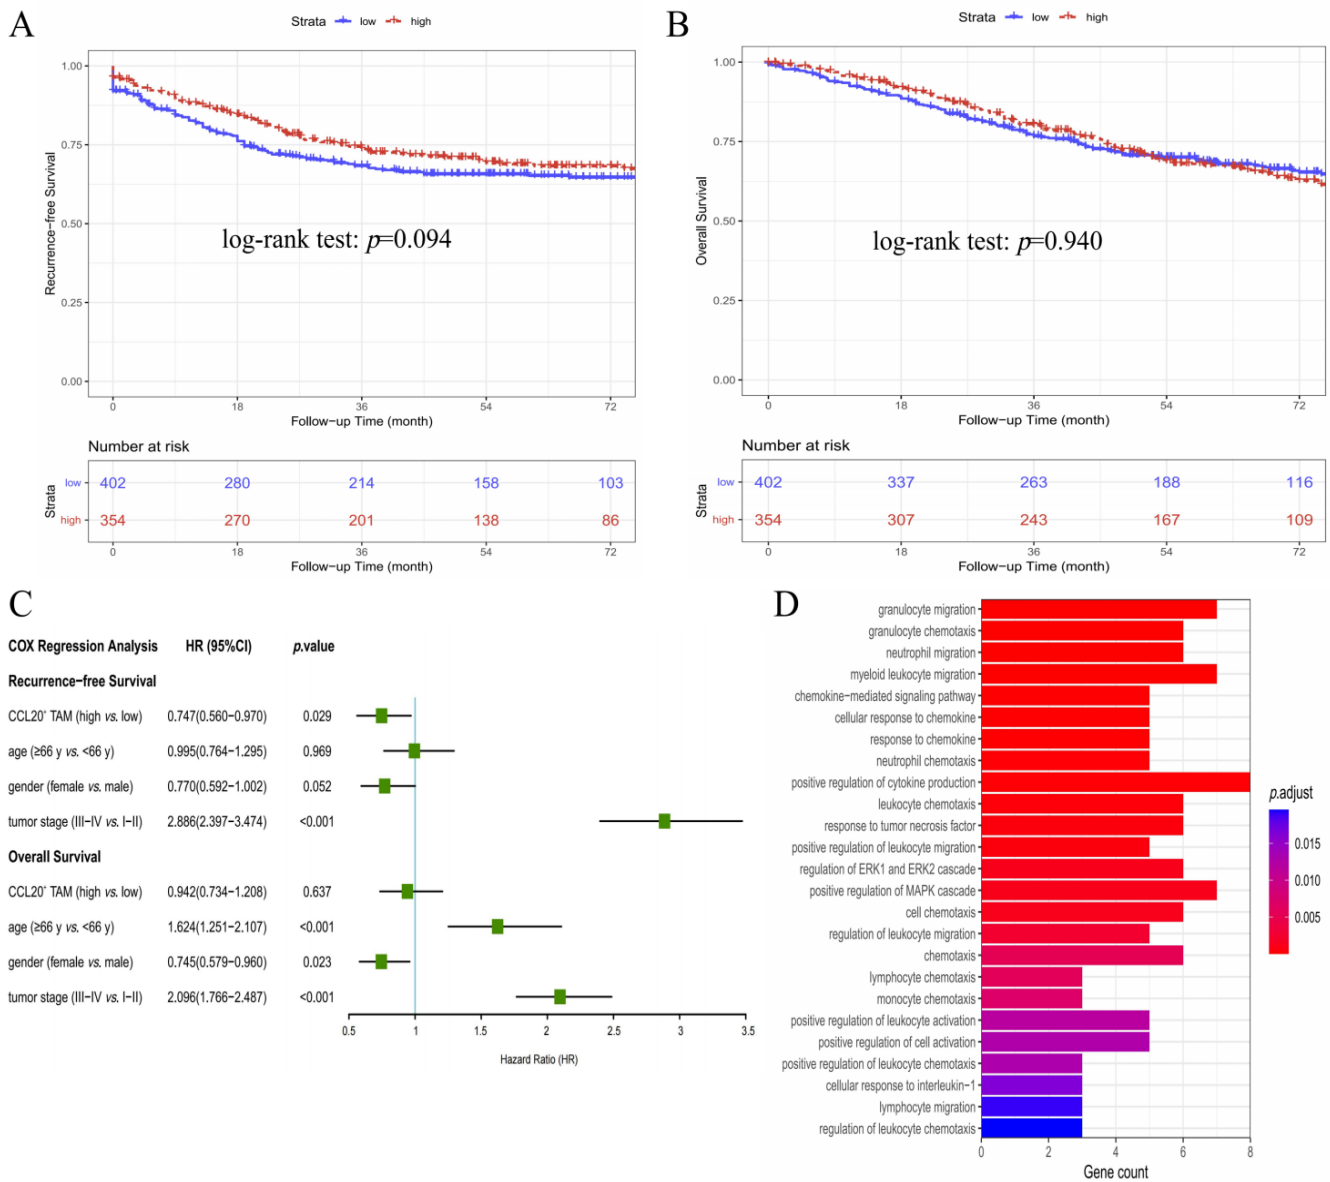 A
Strata low high
Recurrence-free Survival
1.00
0.75
0.50
0.25
0.00
log-rank test: p=0.094
0 18 36 54 72
Follow-up Time (month)
Number at risk
Strata
low 402 280 214 158 103
high 354 270 201 138 86
0 18 36 54 72
Follow-up Time (month)
B
Strata low high
Overall Survival
1.00
0.75
0.50
0.25
0.00
log-rank test: p=0.940
0 18 36 54 72
Follow-up Time (month)
Number at risk
Strata
low 402 337 263 188 116
high 354 307 243 167 109
0 18 36 54 72
Follow-up Time (month)
C
COX Regression Analysis HR (95%CI) p.value
Recurrence-free Survival
CCL20⁺ TAM (high vs. low) 0.747(0.560-0.970) 0.029
age (≥66 y vs. <66 y) 0.995(0.764-1.295) 0.969
gender (female vs. male) 0.770(0.592-1.002) 0.052
tumor stage (III-IV vs. I-II) 2.886(2.397-3.474) <0.001
Overall Survival
CCL20⁺ TAM (high vs. low) 0.942(0.734-1.208) 0.637
age (≥66 y vs. <66 y) 1.624(1.251-2.107) <0.001
gender (female vs. male) 0.745(0.579-0.960) 0.023
tumor stage (III-IV vs. I-II) 2.096(1.766-2.487) <0.001
0.5 1 1.5 2 2.5 3 3.5
Hazard Ratio (HR)
D
granulocyte migration
granulocyte chemotaxis
neutrophil migration
myeloid leukocyte migration
chemokine-mediated signaling pathway
cellular response to chemokine
response to chemokine
neutrophil chemotaxis
positive regulation of cytokine production
leukocyte chemotaxis
response to tumor necrosis factor
positive regulation of leukocyte migration
regulation of ERK1 and ERK2 cascade
positive regulation of MAPK cascade
cell chemotaxis
regulation of leukocyte migration
chemotaxis
lymphocyte chemotaxis
monocyte chemotaxis
positive regulation of leukocyte activation
positive regulation of cell activation
positive regulation of leukocyte chemotaxis
cellular response to interleukin-1
lymphocyte migration
regulation of leukocyte chemotaxis
0 2 4 6 8
Gene count
p.adjust
0.015
0.010
0.005